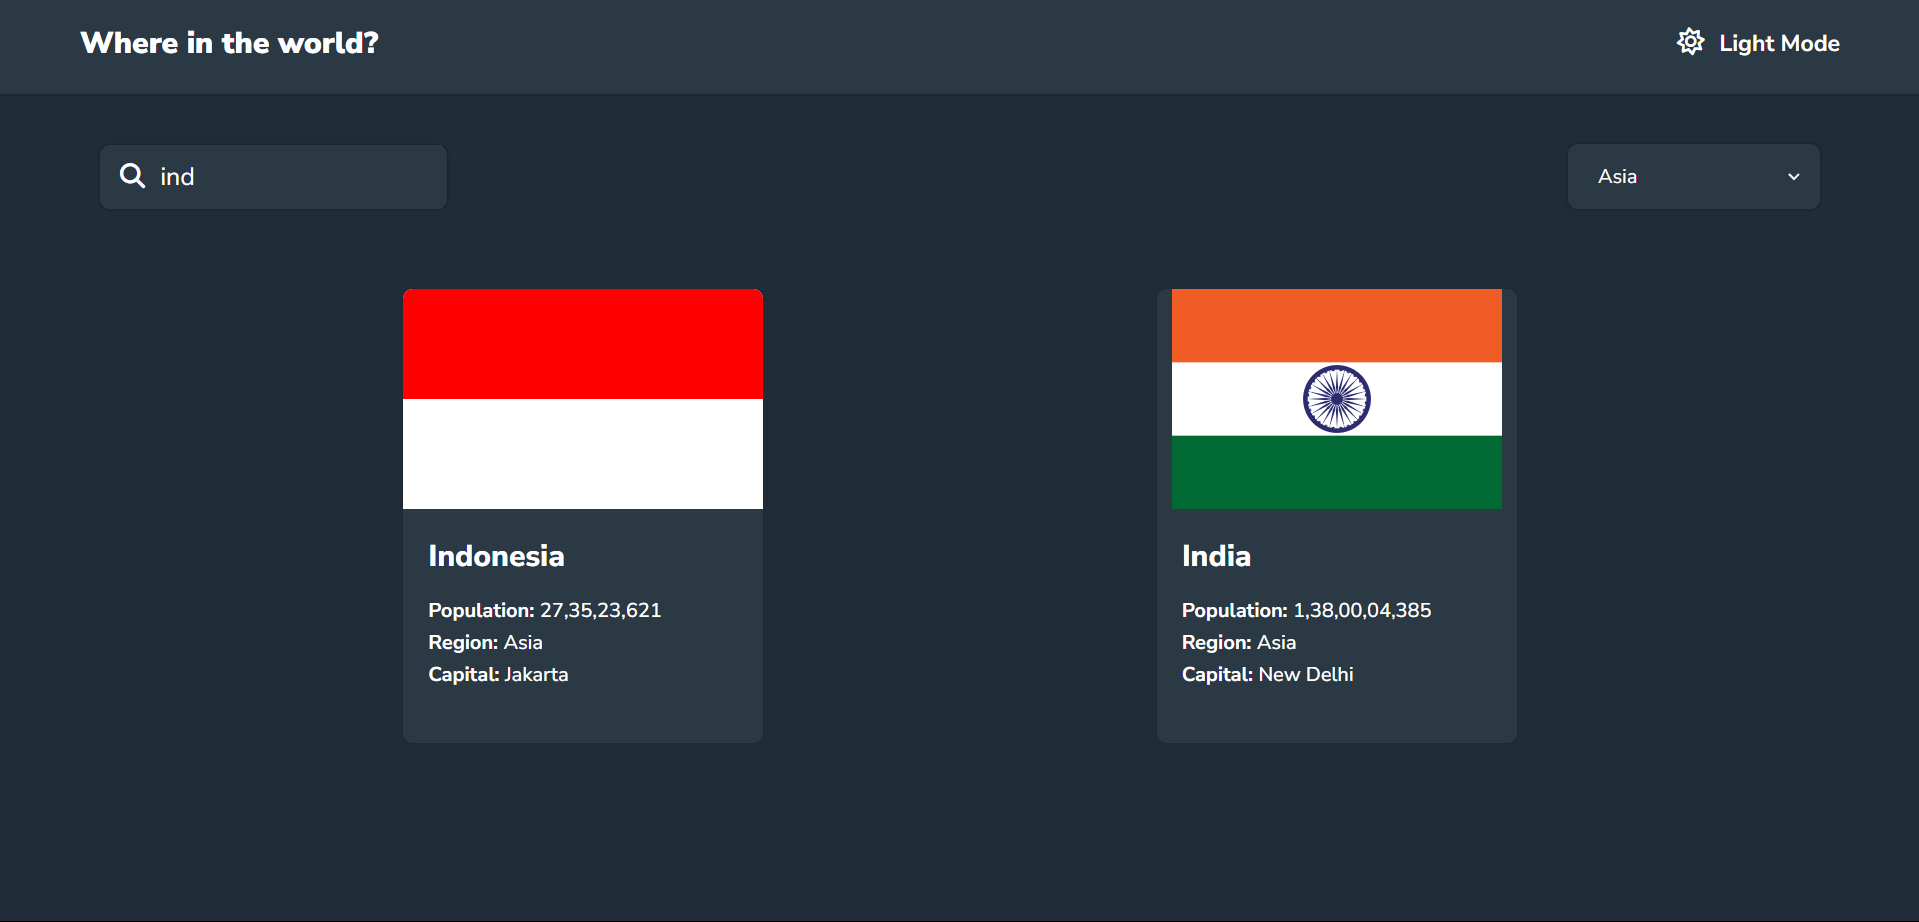 Where in the world?
Light Mode
ind
Asia
Indonesia
Population: 27,35,23,621
Region: Asia
Capital: Jakarta
India
Population: 1,38,00,04,385
Region: Asia
Capital: New Delhi